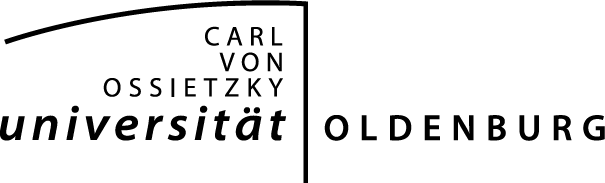 CARL
VON
OSSIETZKY
universität OLDENBURG